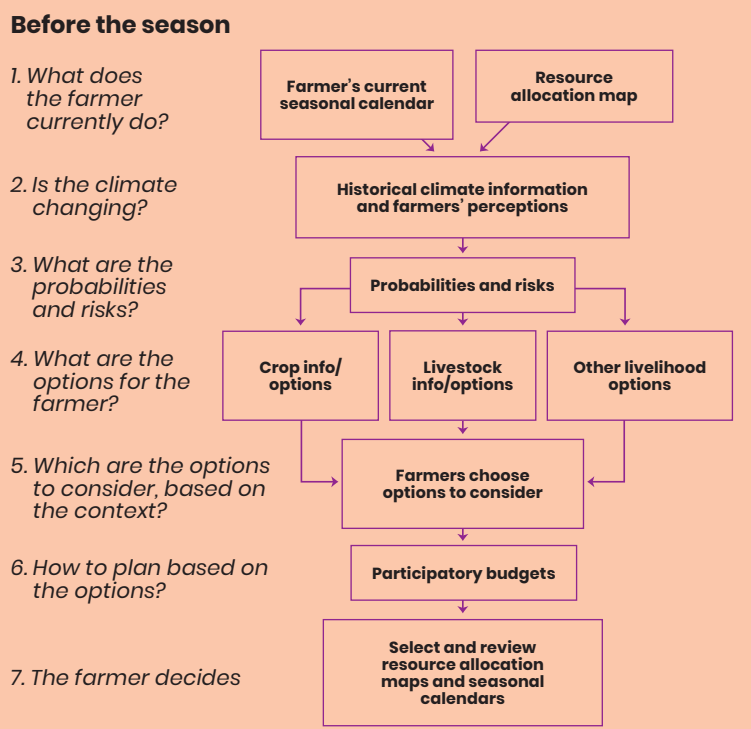 Before the season
1. What does
the farmer
currently do?
Farmer’s current
seasonal calendar
Resource
allocation map
2. Is the climate
changing?
Historical climate information
and farmers’ perceptions
3. What are the
probabilities
and risks?
Probabilities and risks
4. What are the
options for the
farmer?
Crop info/
options
Livestock
info/options
Other livelihood
options
5. Which are the options
to consider, based on
the context?
Farmers choose
options to consider
6. How to plan based on
the options?
Participatory budgets
7. The farmer decides
Select and review
resource allocation
maps and seasonal
calendars